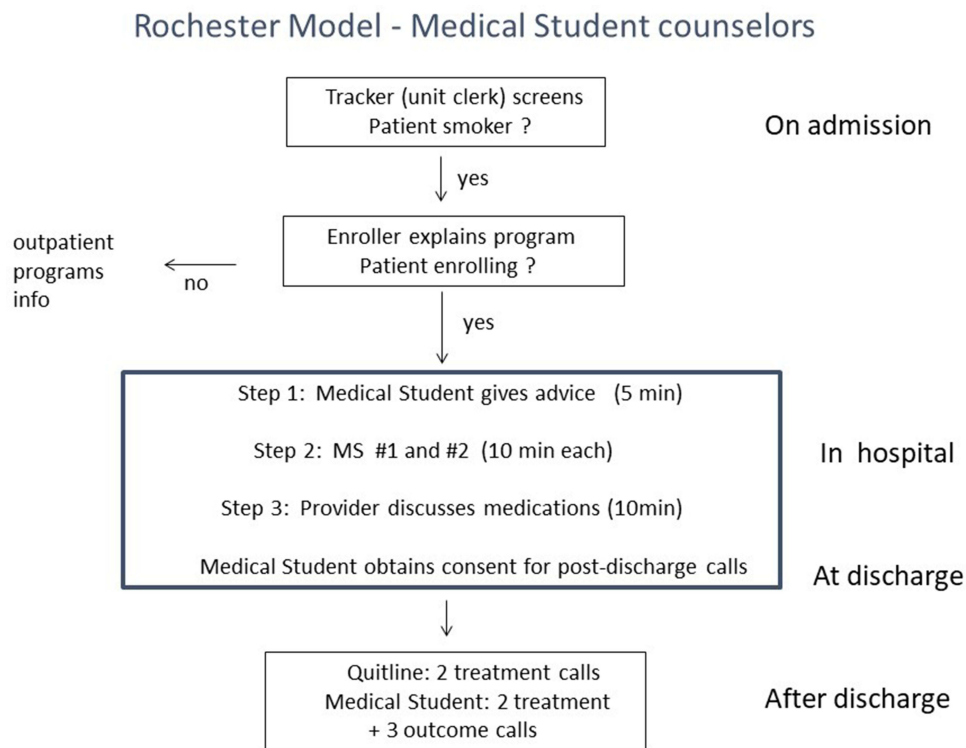 Rochester Model - Medical Student counselors
Tracker (unit clerk) screens
Patient smoker ?
On admission
yes
Enroller explains program
Patient enrolling ?
outpatient
programs
info
no
yes
Step 1: Medical Student gives advice (5 min)
Step 2: MS #1 and #2 (10 min each)
In hospital
Step 3: Provider discusses medications (10min)
Medical Student obtains consent for post-discharge calls
At discharge
Quitline: 2 treatment calls
Medical Student: 2 treatment
+ 3 outcome calls
After discharge